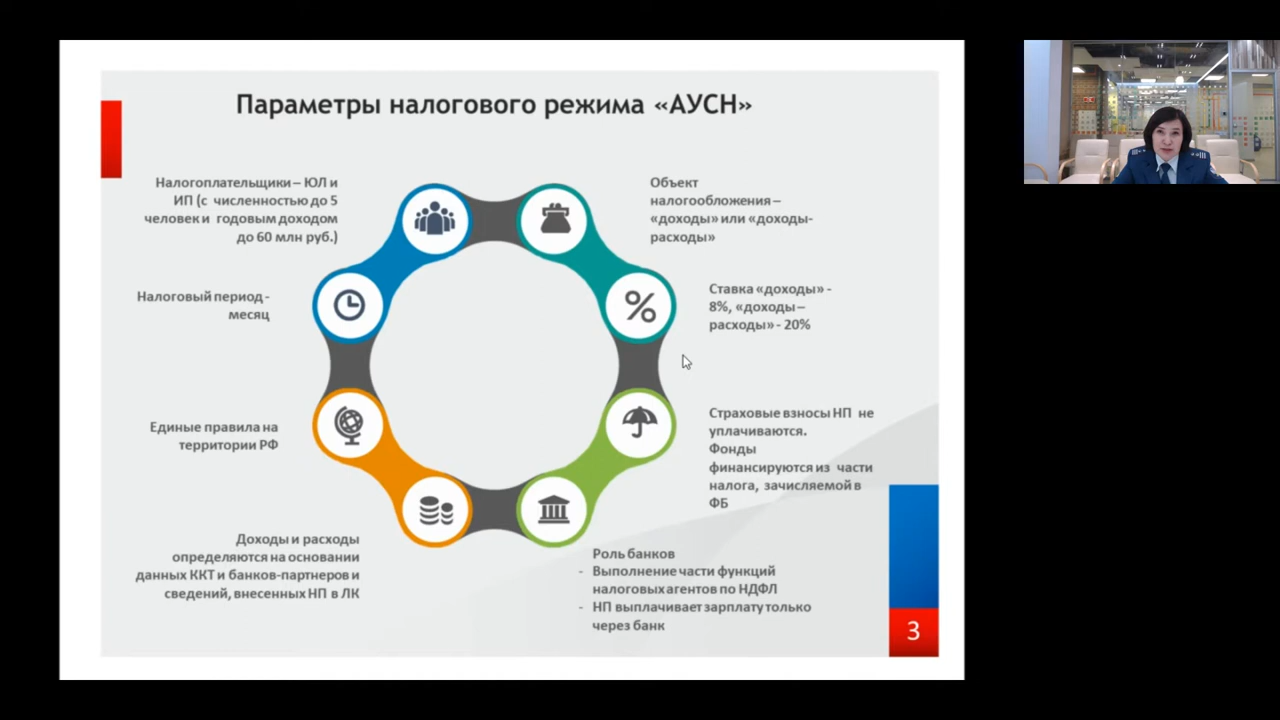 Параметры налогового режима «АУСН»
Налогоплательщики – ЮЛ и
ИП (с численностью до 5
человек и годовым доходом
до 60 млн руб.)
Налоговый период -
месяц
Единые правила на
территории РФ
Доходы и расходы
определяются на основании
данных ККТ и банков-партнеров и
сведений, внесенных НП в ЛК
Объект
налогообложения –
«доходы» или «доходы-
расходы»
Ставка «доходы» -
8%, «доходы –
расходы» - 20%
Страховые взносы НП не
уплачиваются.
Фонды
финансируются из части
налога, зачисляемой в
ФБ
Роль банков
- Выполнение части функций
налоговых агентов по НДФЛ
- НП выплачивает зарплату только
через банк
3